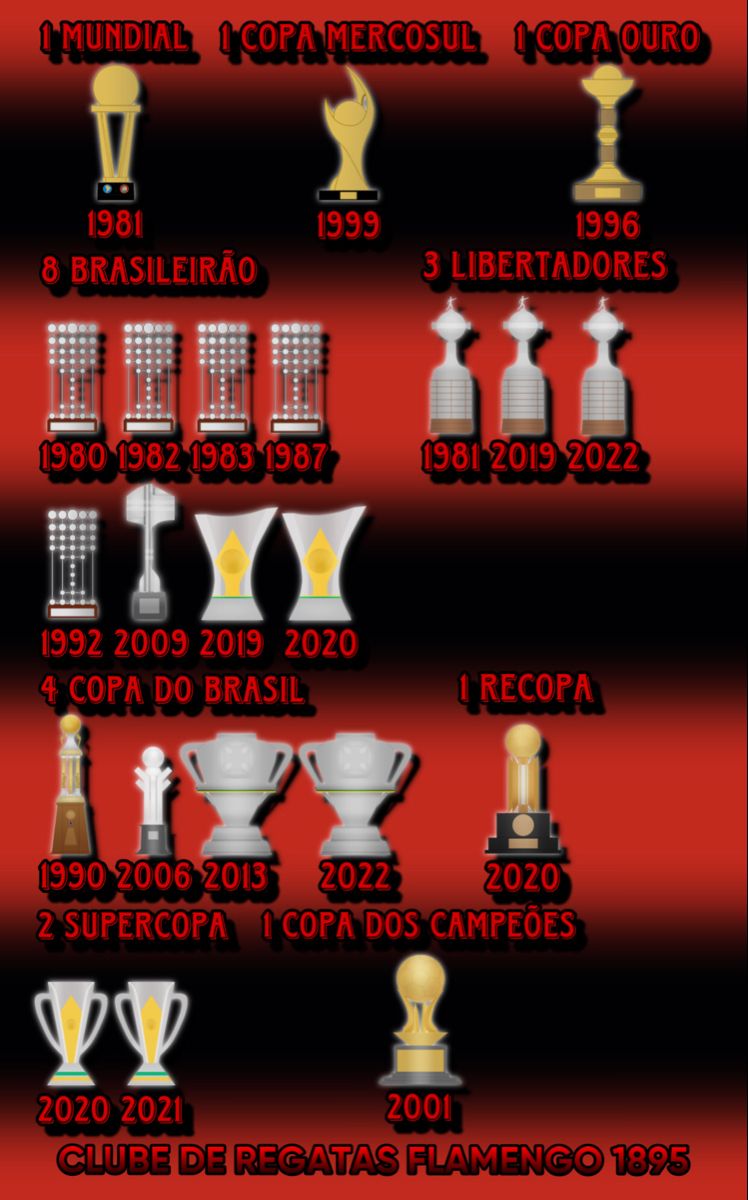 1 MUNDIAL 1 COPA MERCOSUL 1 COPA OURO
1981 1999 1996
8 BRASILEIRÃO 3 LIBERTADORES
1980 1982 1983 1987 1981 2019 2022
1992 2009 2019 2020
4 COPA DO BRASIL 1 RECOPA
1990 2006 2013 2022 2020
2 SUPERCOPA 1 COPA DOS CAMPEÕES
2020 2021 2001
CLUBE DE REGATAS FLAMENGO 1895